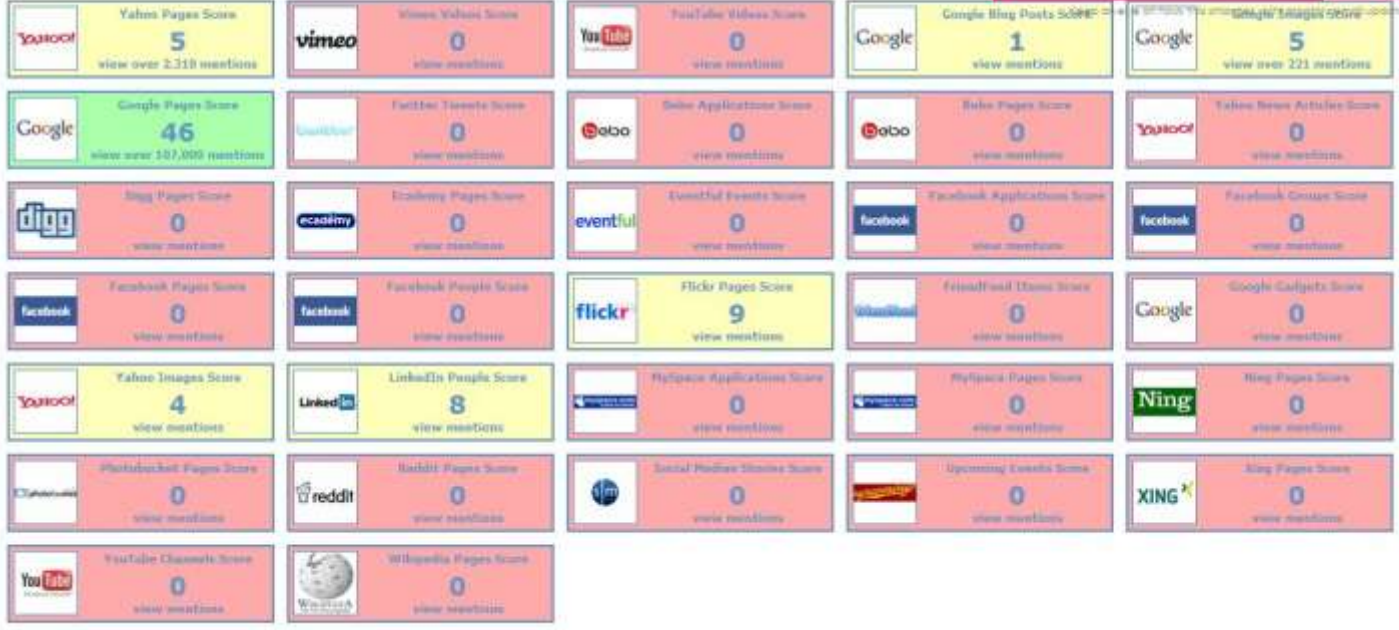 YAHOO!
Yahoo Pages Score
5
view over 2,310 mentions
vimeo
Vimeo Videos Score
0
view mentions
You Tube
YouTube Videos Score
0
view mentions
Google
Google Blog Posts Score
1
view mentions
Google
Google Images Score
5
view over 221 mentions
Google
Google Pages Score
46
view over 107,000 mentions
twitter
Twitter Tweets Score
0
view mentions
bebo
Bebo Applications Score
0
view mentions
bebo
Bebo Pages Score
0
view mentions
YAHOO!
Yahoo News Articles Score
0
view mentions
digg
Digg Pages Score
0
view mentions
ecademy
Ecademy Pages Score
0
view mentions
eventful
Eventful Events Score
0
view mentions
facebook
Facebook Applications Score
0
view mentions
facebook
Facebook Groups Score
0
view mentions
facebook
Facebook Pages Score
0
view mentions
facebook
Facebook People Score
0
view mentions
flickr
Flickr Pages Score
9
view mentions
FriendFeed
FriendFeed Items Score
0
view mentions
Google
Google Gadgets Score
0
view mentions
YAHOO!
Yahoo Images Score
4
view mentions
Linked in
LinkedIn People Score
8
view mentions
MySpace Applications Score
0
view mentions
MySpace Pages Score
0
view mentions
Ning
Ning Pages Score
0
view mentions
photobucket
Photobucket Pages Score
0
view mentions
reddit
Reddit Pages Score
0
view mentions
s|m
Social Median Stories Score
0
view mentions
Upcoming Events Score
0
view mentions
XING
Xing Pages Score
0
view mentions
You Tube
YouTube Channels Score
0
view mentions
WIKIPEDIA
Wikipedia Pages Score
0
view mentions